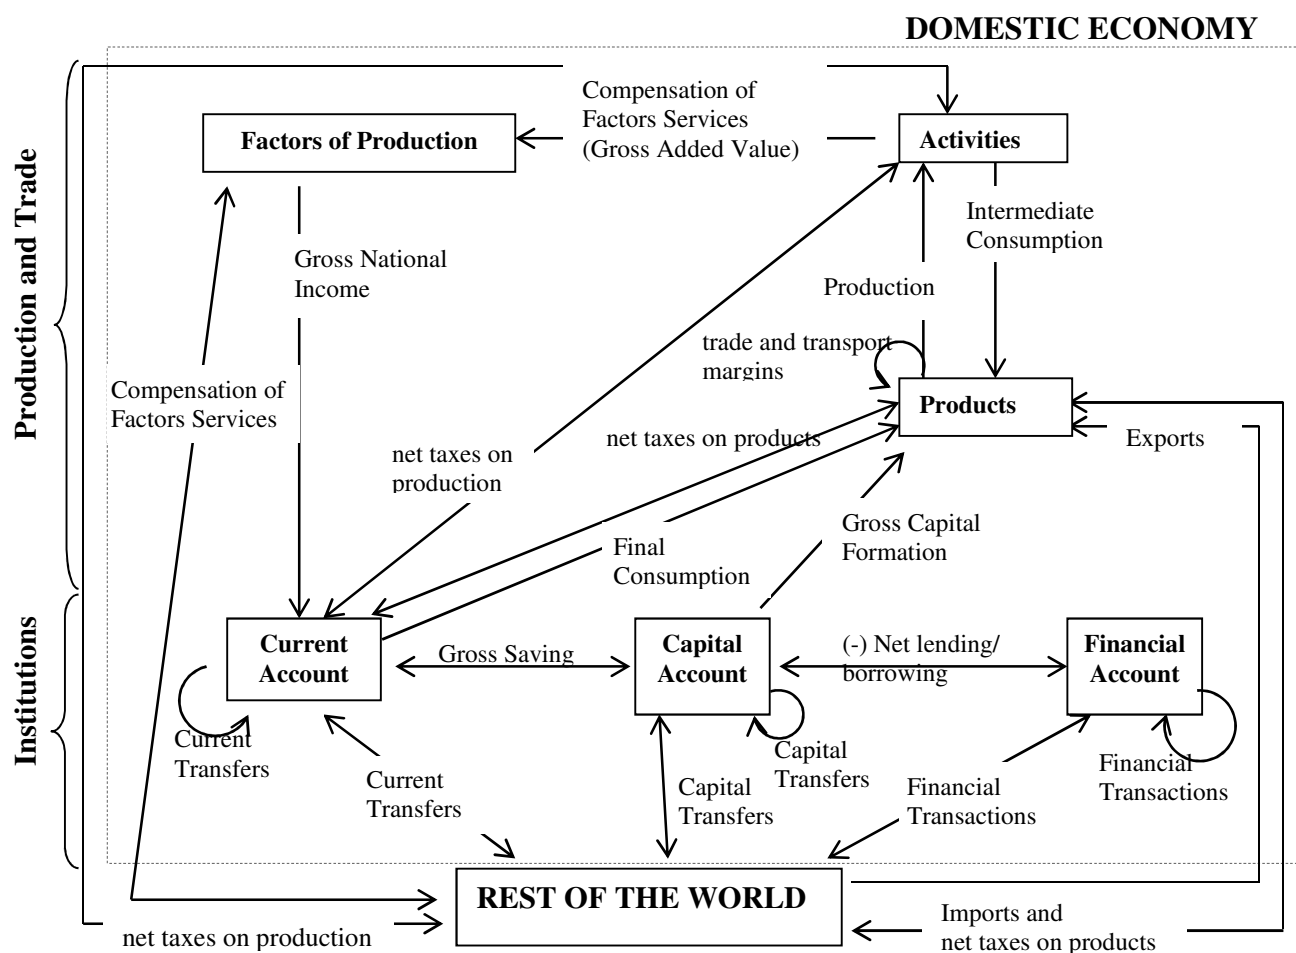 DOMESTIC ECONOMY
Compensation of
Factors Services
(Gross Added Value)
Factors of Production
Activities
Production and Trade
Intermediate
Consumption
Gross National
Income
Production
trade and transport
margins
Compensation of
Factors Services
Products
net taxes on products
Exports
net taxes on
production
Gross Capital
Formation
Final
Consumption
Institutions
Current
Account
Gross Saving
Capital
Account
(-) Net lending/
borrowing
Financial
Account
Current
Transfers
Current
Transfers
Capital
Transfers
Capital
Transfers
Financial
Transactions
Financial
Transactions
REST OF THE WORLD
Imports and
net taxes on products
net taxes on production